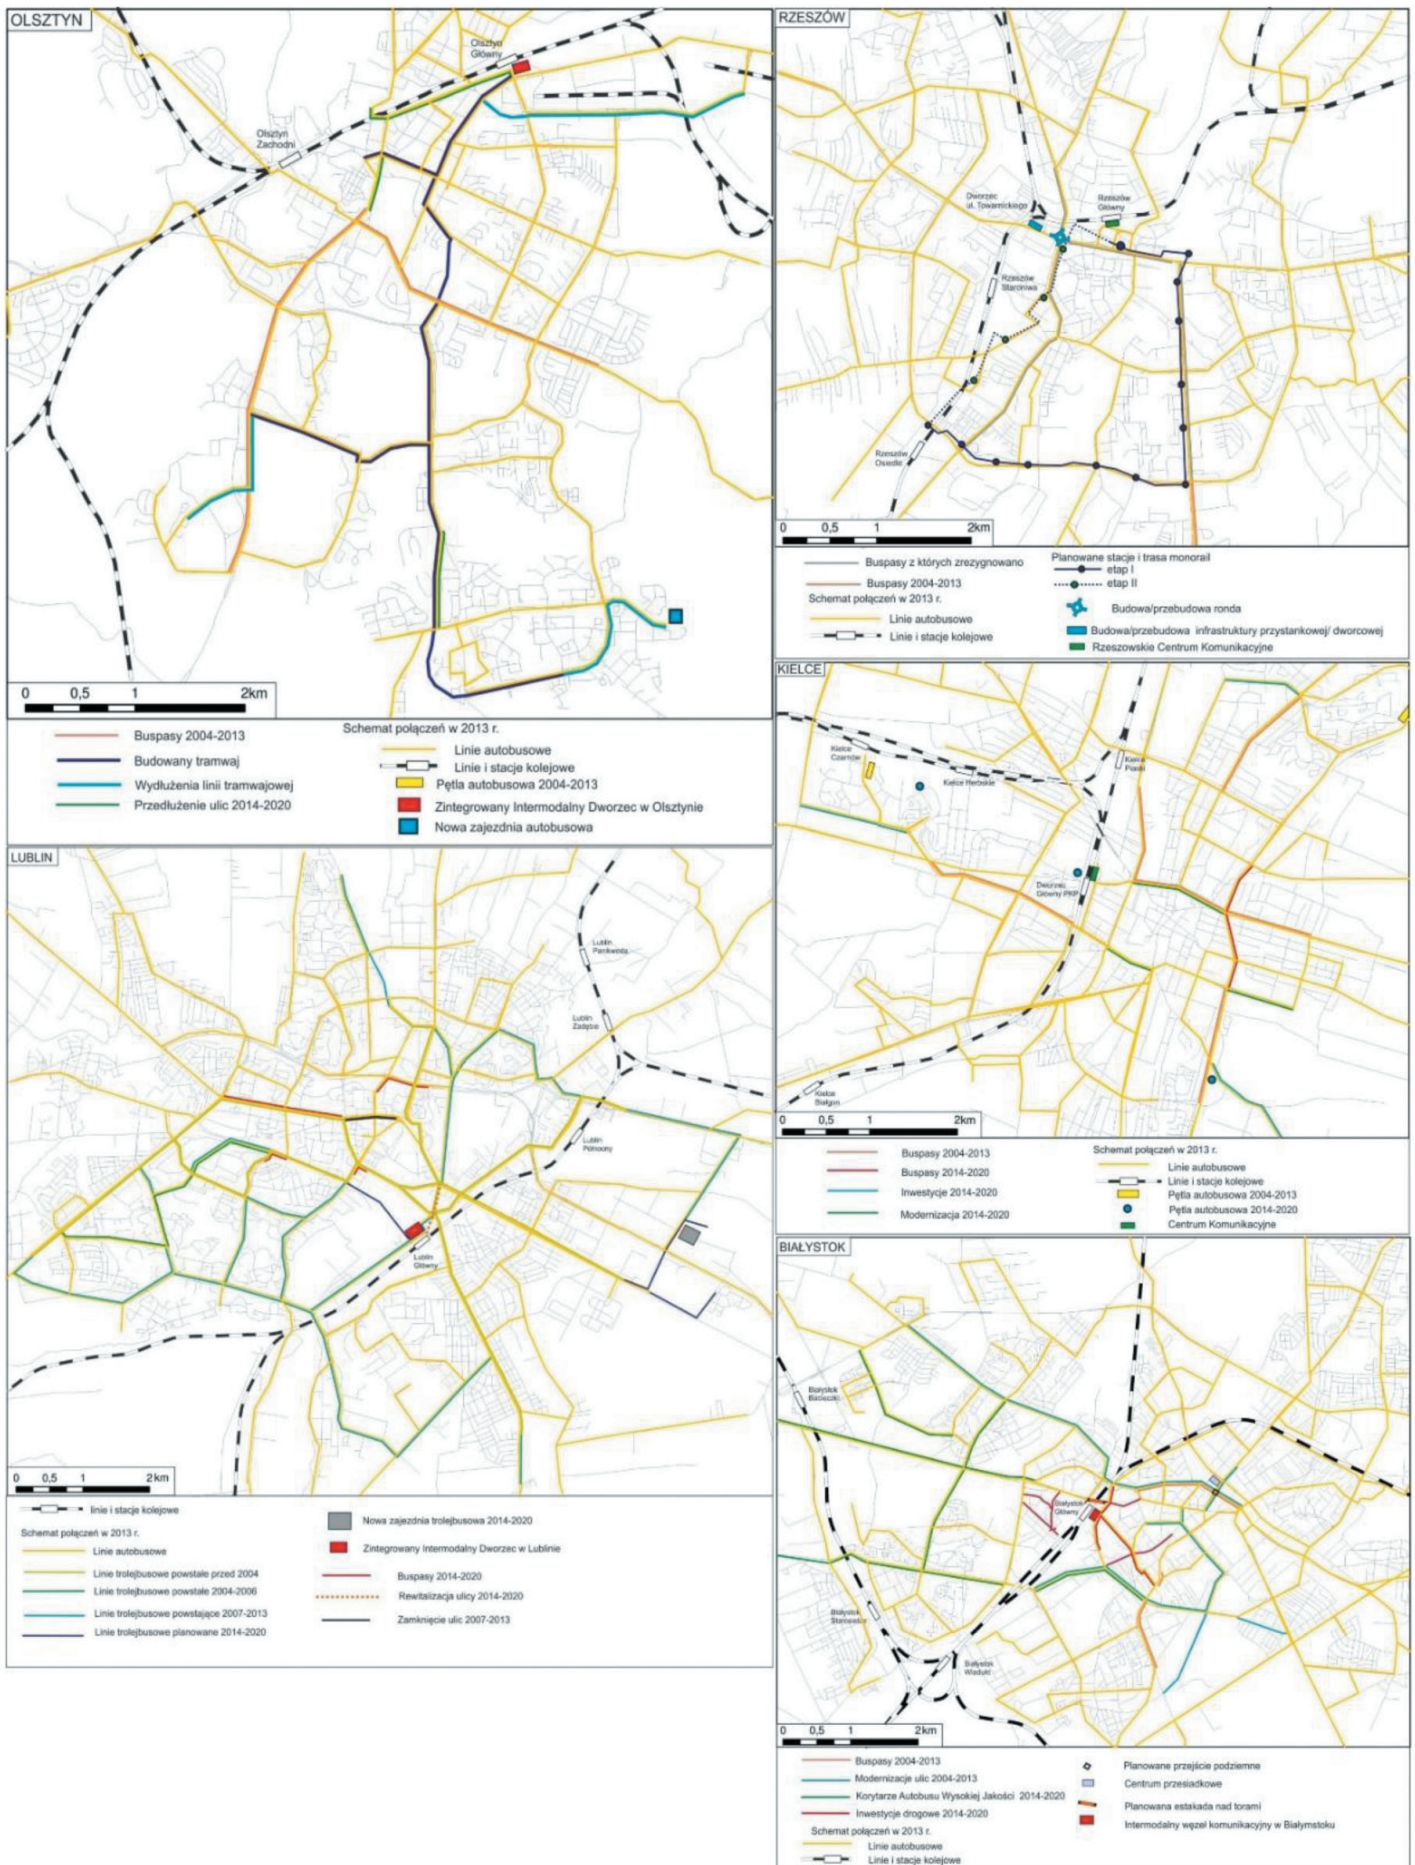 OLSZTYN
Olsztyn
Główny
Olsztyn
Zachodni
0 0,5 1 2km
Buspasy 2004-2013
Budowany tramwaj
Wydłużenia linii tramwajowej
Przedłużenie ulic 2014-2020
Schemat połączeń w 2013 r.
Linie autobusowe
Linie i stacje kolejowe
Pętla autobusowa 2004-2013
Zintegrowany Intermodalny Dworzec w Olsztynie
Nowa zajezdnia autobusowa
RZESZÓW
Dworzec
ul. Towarnickiego
Rzeszów
Główny
Rzeszów
Staroniwa
Rzeszów
Osiedle
0 0,5 1 2km
Buspasy z których zrezygnowano
Buspasy 2004-2013
Schemat połączeń w 2013 r.
Linie autobusowe
Linie i stacje kolejowe
Planowane stacje i trasa monorail
etap I
etap II
Budowa/przebudowa ronda
Budowa/przebudowa infrastruktury przystankowej/ dworcowej
Rzeszowskie Centrum Komunikacyjne
KIELCE
Kielce
Czarnów
Kielce Herbskie
Kielce
Piaski
Dworzec
Główny PKP
Kielce
Białgon
0 0,5 1 2km
Buspasy 2004-2013
Buspasy 2014-2020
Inwestycje 2014-2020
Modernizacja 2014-2020
Schemat połączeń w 2013 r.
Linie autobusowe
Linie i stacje kolejowe
Pętla autobusowa 2004-2013
Pętla autobusowa 2014-2020
Centrum Komunikacyjne
LUBLIN
Lublin
Ponikwoda
Lublin
Zadębie
Lublin
Północny
Lublin
Główny
0 0,5 1 2km
linie i stacje kolejowe
Schemat połączeń w 2013 r.
Linie autobusowe
Linie trolejbusowe powstałe przed 2004
Linie trolejbusowe powstałe 2004-2006
Linie trolejbusowe powstające 2007-2013
Linie trolejbusowe planowane 2014-2020
Nowa zajezdnia trolejbusowa 2014-2020
Zintegrowany Intermodalny Dworzec w Lublinie
Buspasy 2014-2020
Rewitalizacja ulicy 2014-2020
Zamknięcie ulic 2007-2013
BIAŁYSTOK
Białystok
Bacieczki
Białystok
Główny
Białystok
Starosielce
Białystok
Wiadukt
0 0,5 1 2km
Buspasy 2004-2013
Modernizacje ulic 2004-2013
Korytarze Autobusu Wysokiej Jakości 2014-2020
Inwestycje drogowe 2014-2020
Schemat połączeń w 2013 r.
Linie autobusowe
Linie i stacje kolejowe
Planowane przejście podziemne
Centrum przesiadkowe
Planowana estakada nad torami
Intermodalny węzeł komunikacyjny w Białymstoku